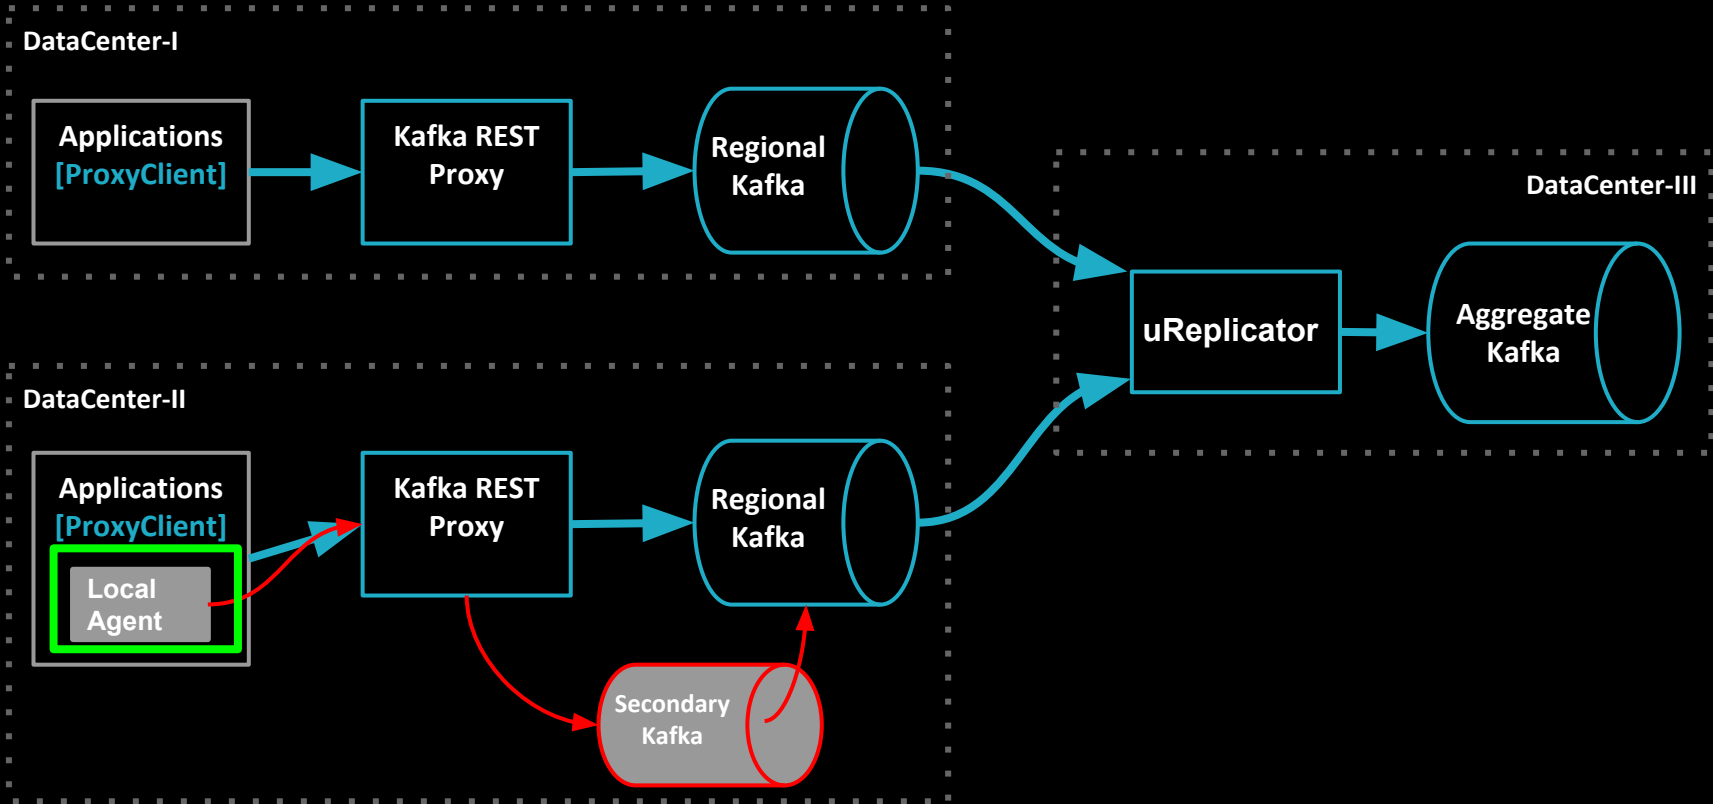 DataCenter-I
Applications
[ProxyClient]
Kafka REST
Proxy
Regional
Kafka
DataCenter-III
uReplicator
Aggregate
Kafka
DataCenter-II
Applications
[ProxyClient]
Local
Agent
Kafka REST
Proxy
Regional
Kafka
Secondary
Kafka